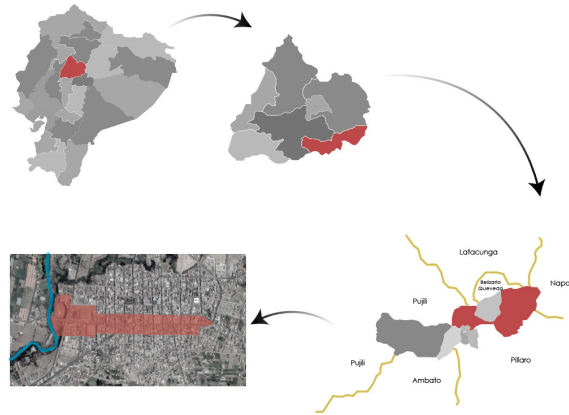 Latacunga
Belisario
Quevedo
Napo
Pujilí
Píllaro
Pujilí
Ambato